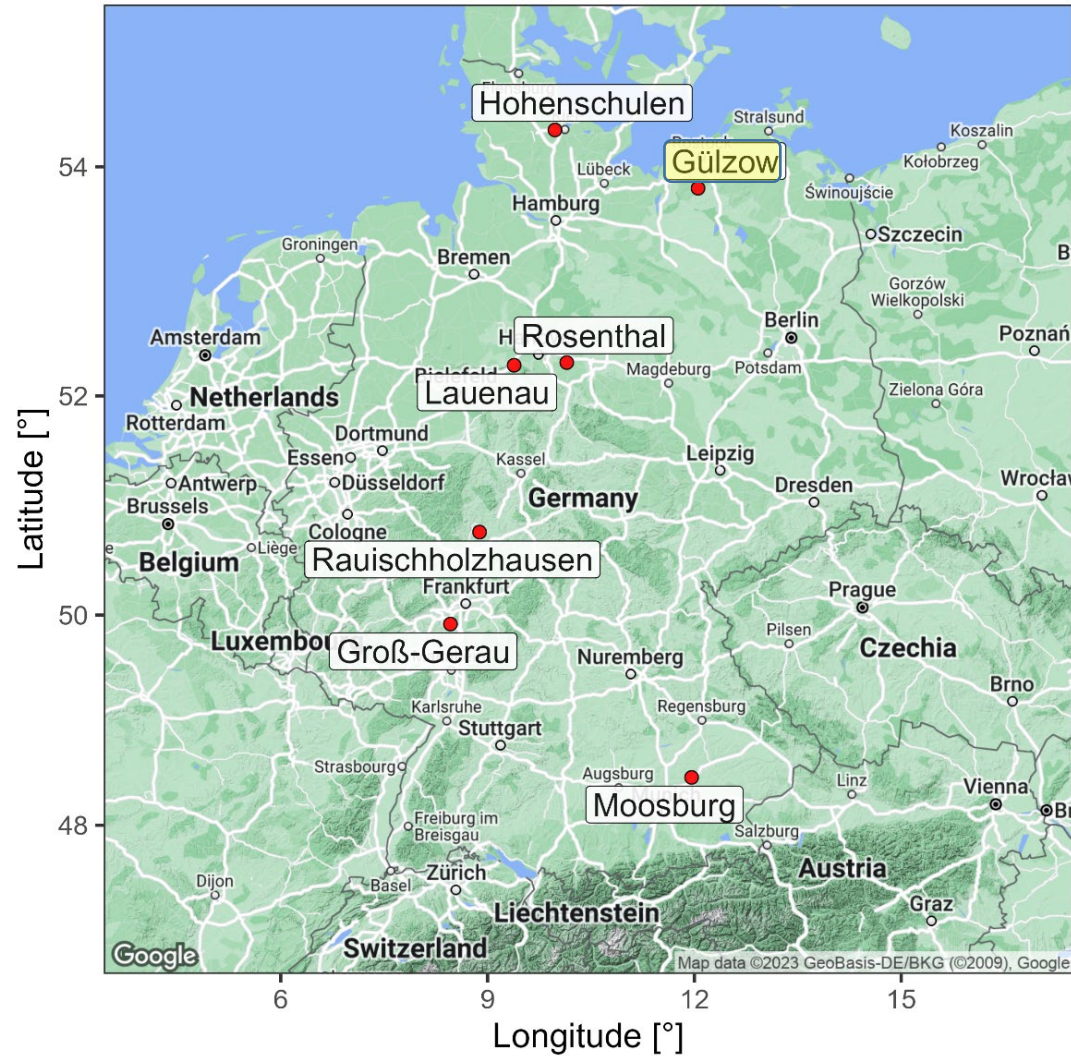 Hohenschulen
Stralsund
Koszalin
Kołobrzeg
54
Gülzow
Lübeck
Świnoujście
Hamburg
Szczecin
Groningen
Bremen
B
Gorzów
Wielkopolski
Berlin
Rosenthal
Amsterdam
Poznań
H
Potsdam
Bielefeld
Magdeburg
Netherlands
Lauenau
Zielona Góra
52
Rotterdam
Dortmund
Kassel
Leipzig
Essen
Düsseldorf
Antwerp
Germany
Dresden
Wrocław
Brussels
Cologne
Liège
Belgium
Rauischholzhausen
e
Frankfurt
Prague
50
Pilsen
Luxembou
Groß-Gerau
Nuremberg
Czechia
Brno
Karlsruhe
Regensburg
Stuttgart
Strasbourg
Augsburg
Linz
Munich
Vienna
Moosburg
Br
48
Freiburg im
Breisgau
Salzburg
Zürich
Basel
Dijon
Austria
Liechtenstein
Graz
Switzerland
Google
Map data ©2023 GeoBasis-DE/BKG (©2009), Google
6
9
12
15
Longitude [°]
Latitude [°]